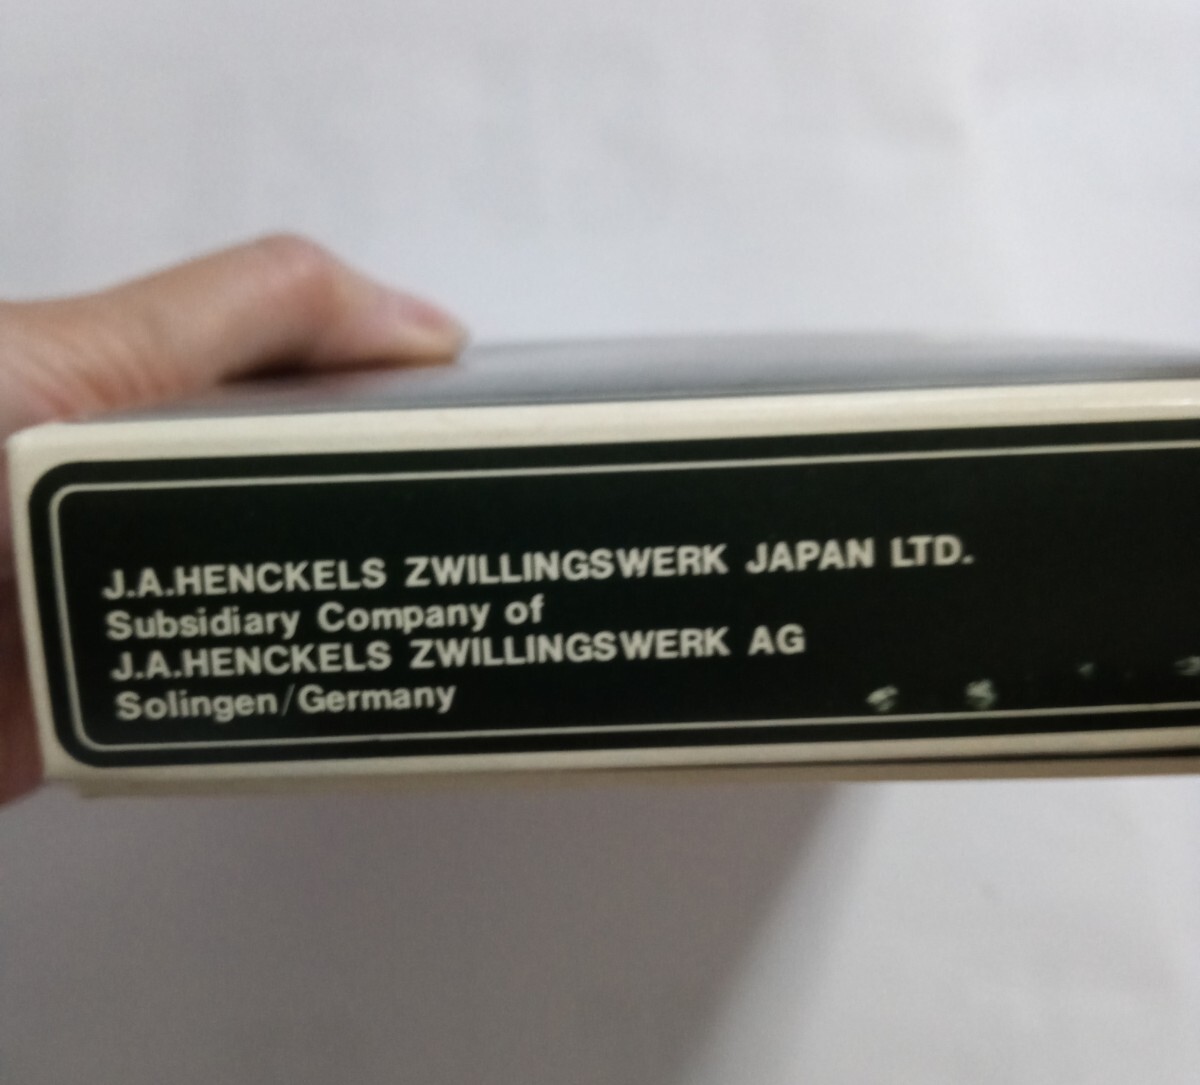 J.A.HENCKELS ZWILLINGSWERK JAPAN LTD.
Subsidiary Company of
J.A.HENCKELS ZWILLINGSWERK AG
Solingen/Germany